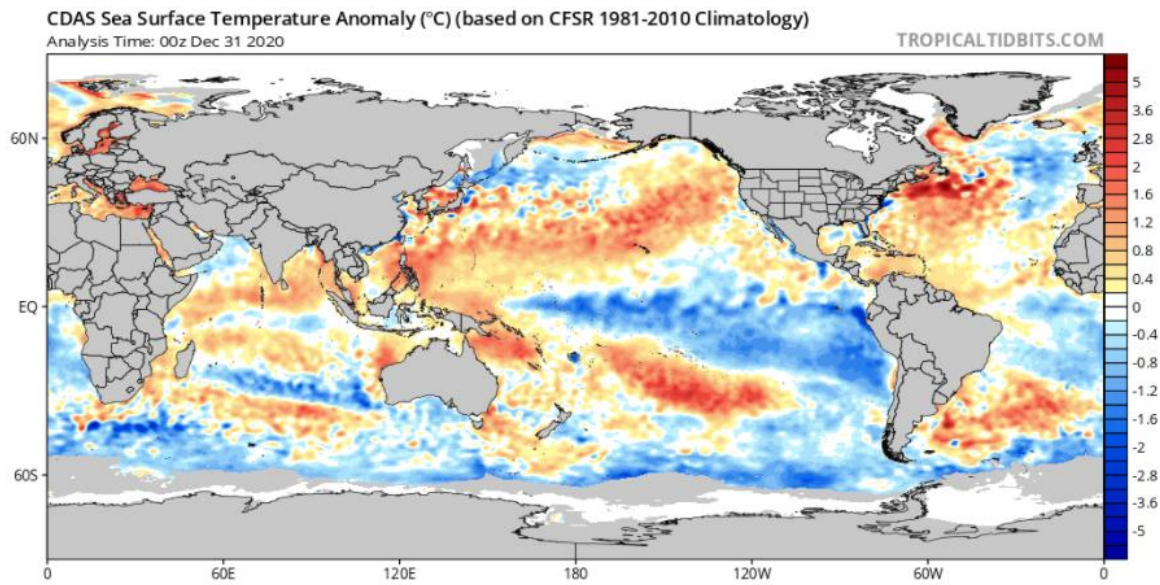 CDAS Sea Surface Temperature Anomaly (°C) (based on CFSR 1981-2010 Climatology)
Analysis Time: 00z Dec 31 2020
TROPICALTIDBITS.COM
60N
EQ
60S
0
60E
120E
180
120W
60W
0
5
3.6
2.8
2
1.6
1.2
0.8
0.4
0
-0.4
-0.8
-1.2
-1.6
-2
-2.8
-3.6
-5